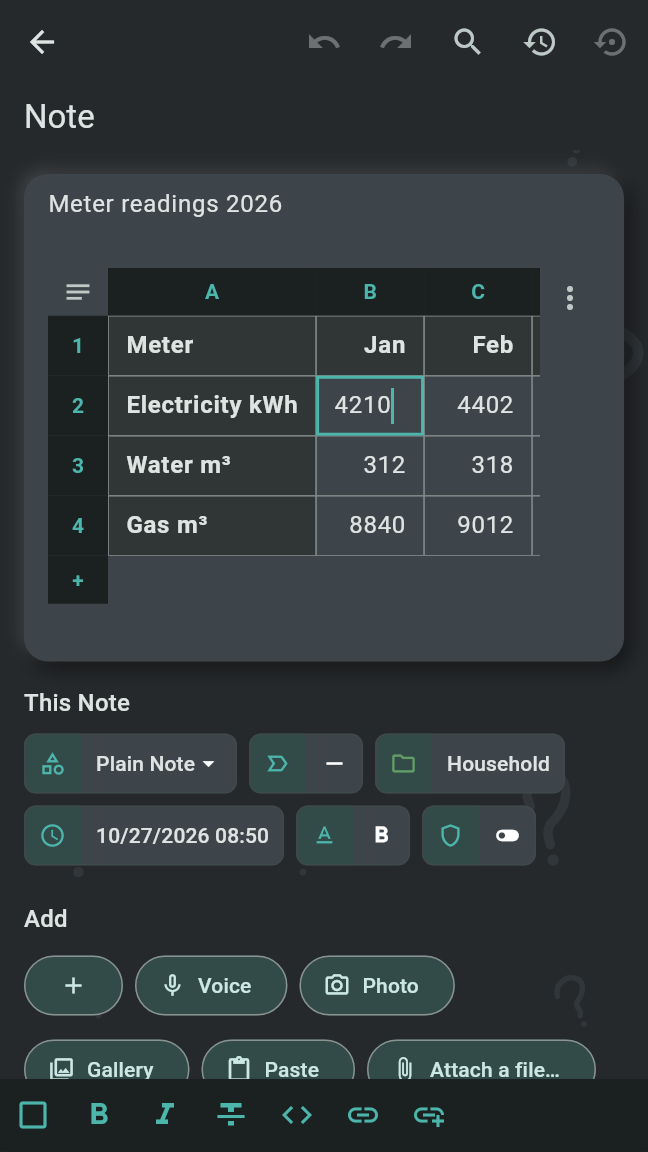 Note
Meter readings 2026
A B C
1 Meter Jan Feb
2 Electricity kWh 4210 4402
3 Water m³ 312 318
4 Gas m³ 8840 9012
+
This Note
Plain Note — Household
10/27/2026 08:50 A B
Add
+ Voice Photo
Gallery Paste Attach a file…
B I T <>